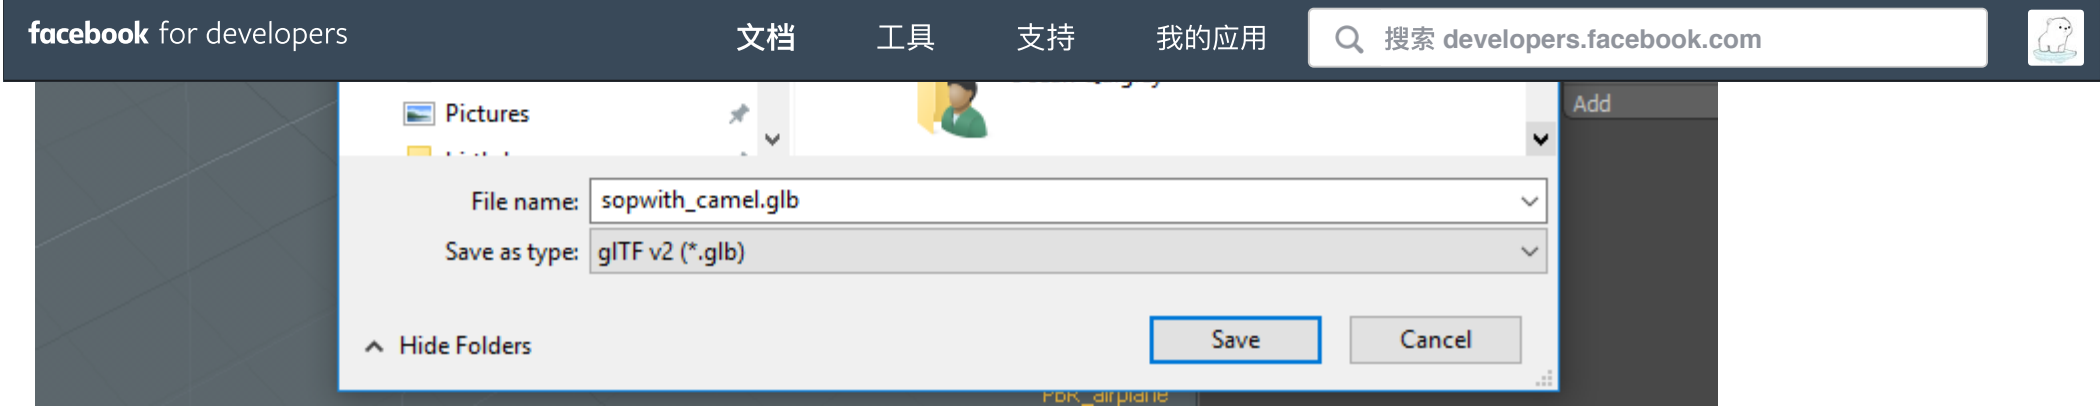 facebook for developers 文档 工具 支持 我的应用 搜索 developers.facebook.com
Pictures
Add
File name: sopwith_camel.glb
Save as type: glTF v2 (*.glb)
Hide Folders Save Cancel
PBR_airplane